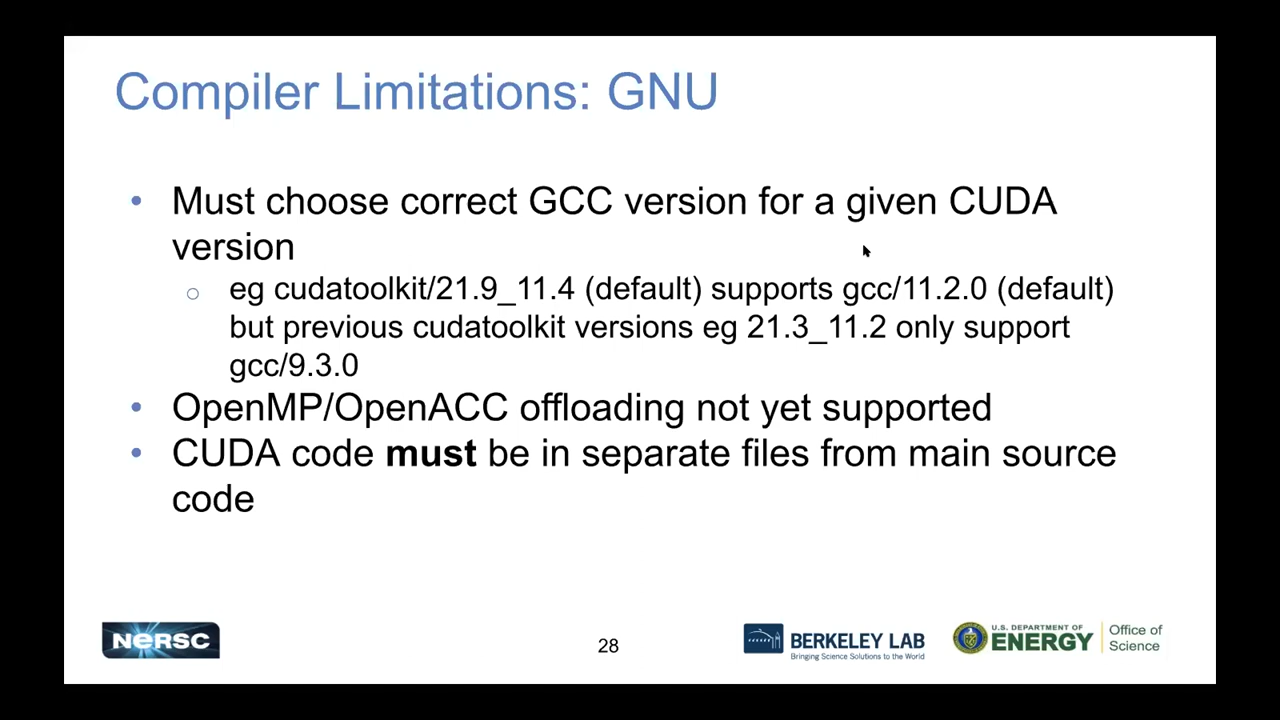 Compiler Limitations: GNU
• Must choose correct GCC version for a given CUDA
version
○ eg cudatoolkit/21.9_11.4 (default) supports gcc/11.2.0 (default)
but previous cudatoolkit versions eg 21.3_11.2 only support
gcc/9.3.0
• OpenMP/OpenACC offloading not yet supported
• CUDA code must be in separate files from main source
code
NERSC
28
BERKELEY LAB
Bringing Science Solutions to the World
U.S. DEPARTMENT OF
ENERGY
Office of
Science